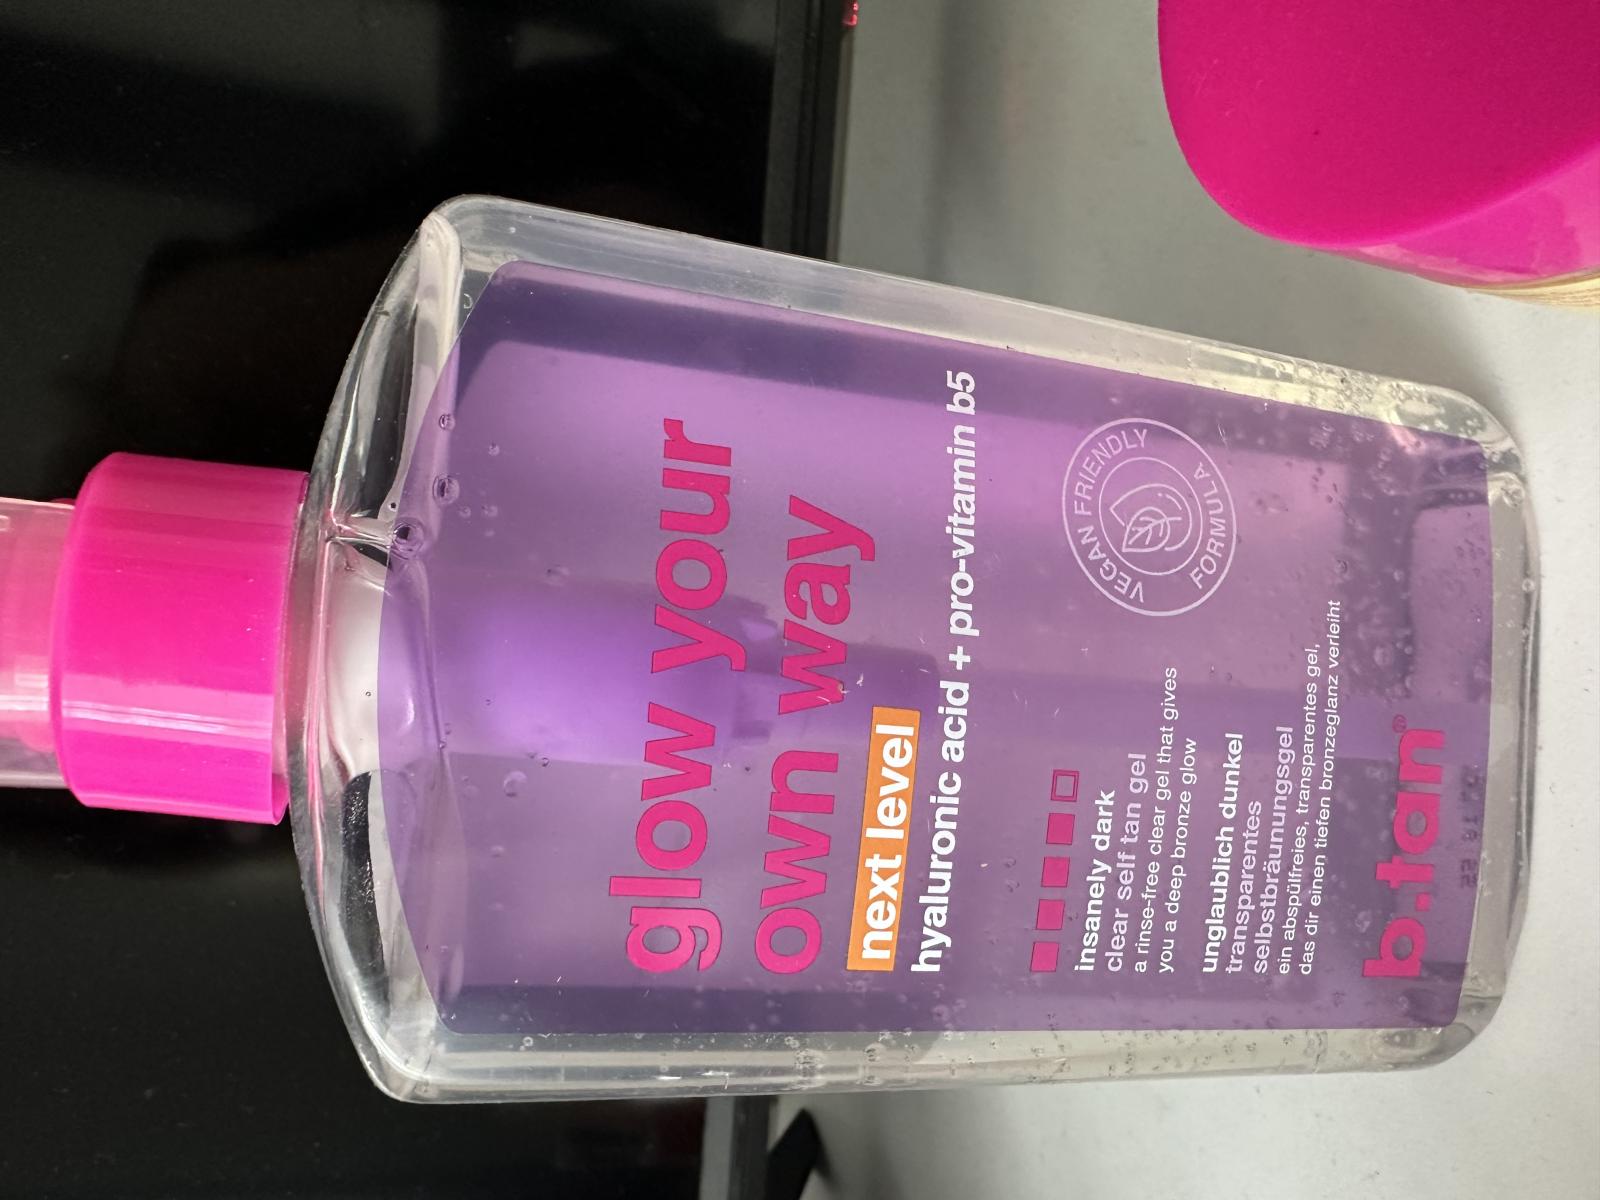 glow your
own way
next level
hyaluronic acid + pro-vitamin b5
VEGAN FRIENDLY
FORMULA
insanely dark
clear self tan gel
a rinse-free clear gel that gives
you a deep bronze glow
unglaublich dunkel
transparentes
selbstbräunungsgel
ein abspülfreies, transparentes gel,
das dir einen tiefen bronzeglanz verleiht
b.tan®